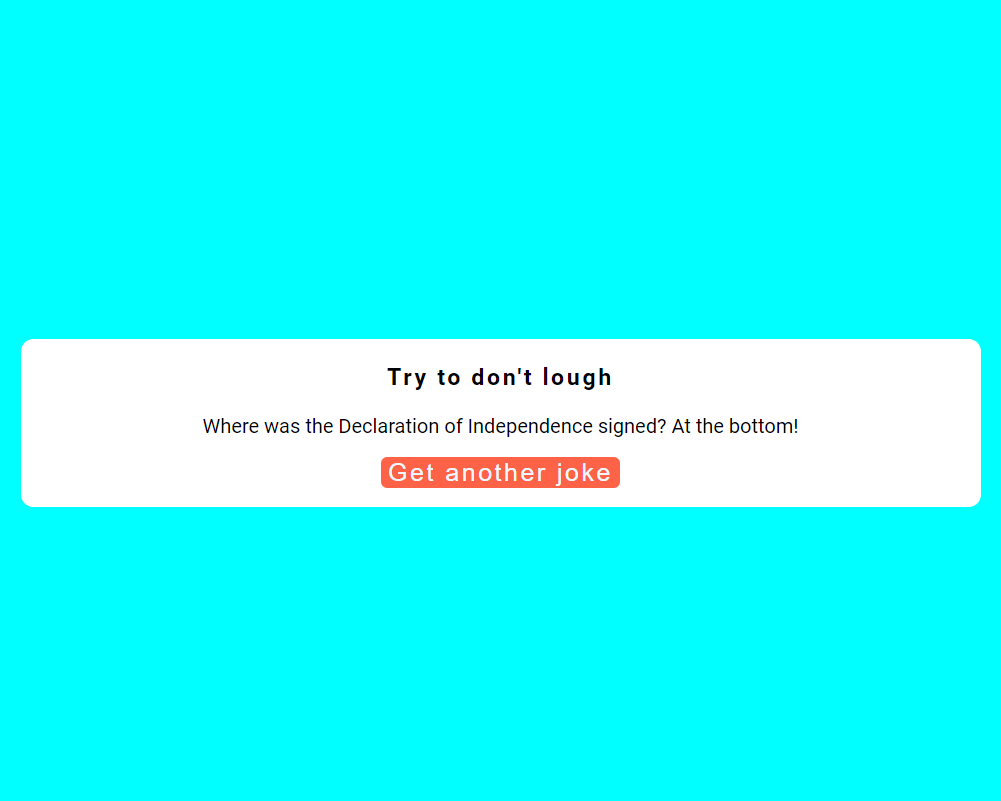 Try to don't lough
Where was the Declaration of Independence signed? At the bottom!
Get another joke